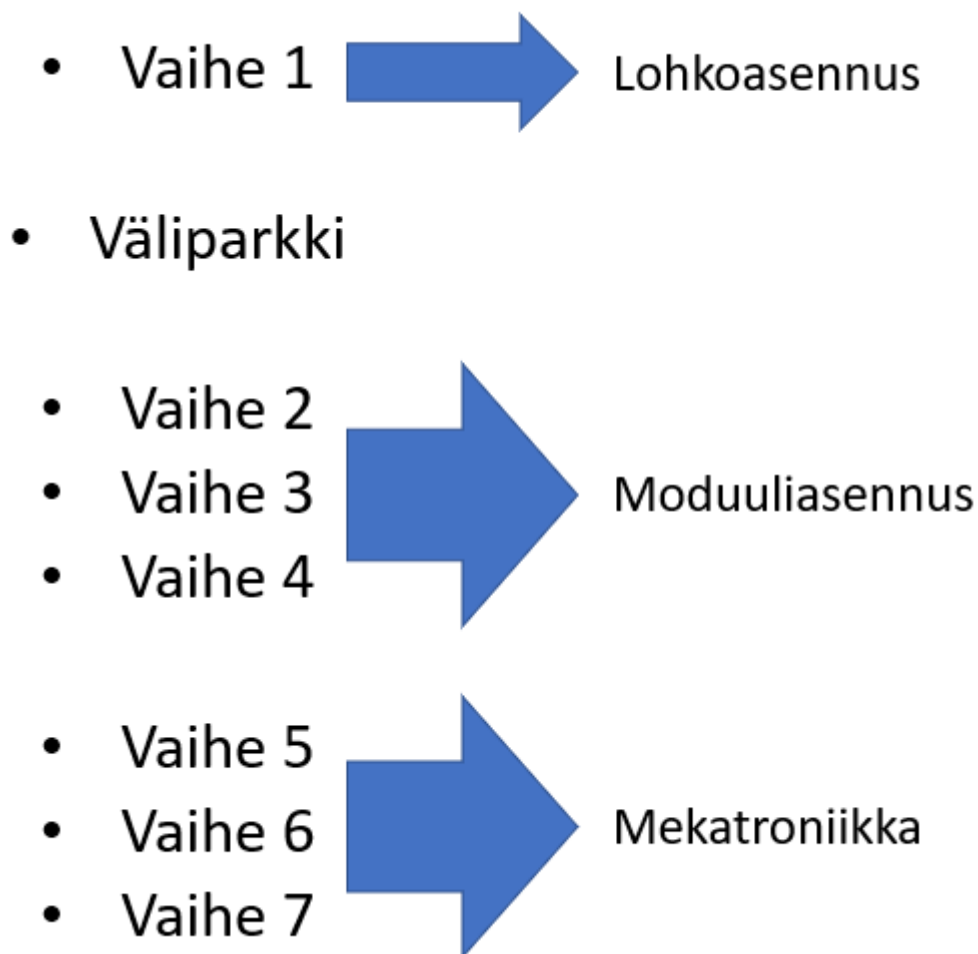 • Vaihe 1 Lohkoasennus
• Väliparkki
• Vaihe 2
• Vaihe 3 Moduuliasennus
• Vaihe 4
• Vaihe 5
• Vaihe 6 Mekatroniikka
• Vaihe 7